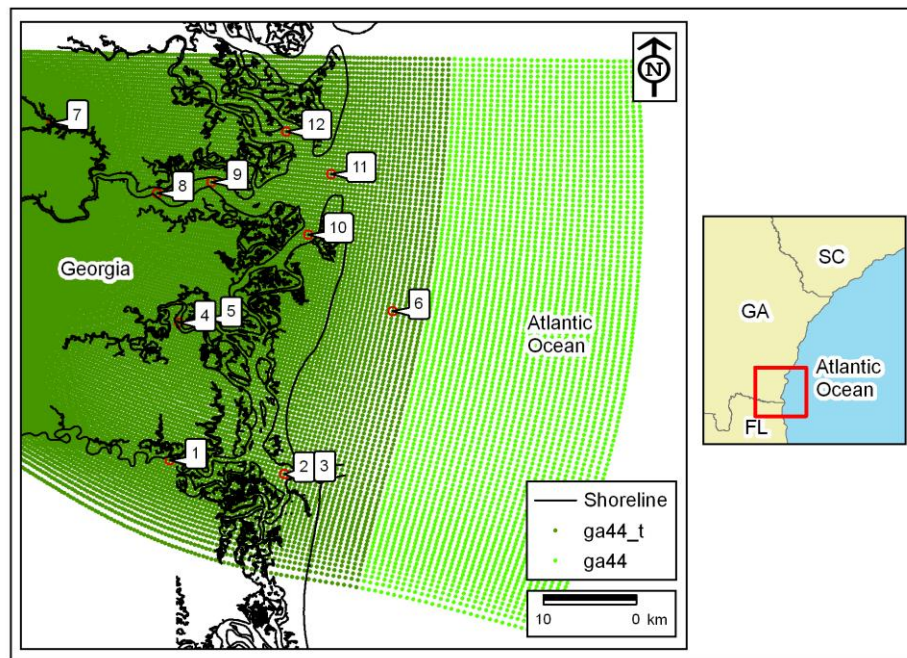 N
7
12
11
8
9
10
Georgia
6
4
5
Atlantic
Ocean
1
2
3
Shoreline
ga44_t
ga44
10 0 km
SC
GA
Atlantic
Ocean
FL